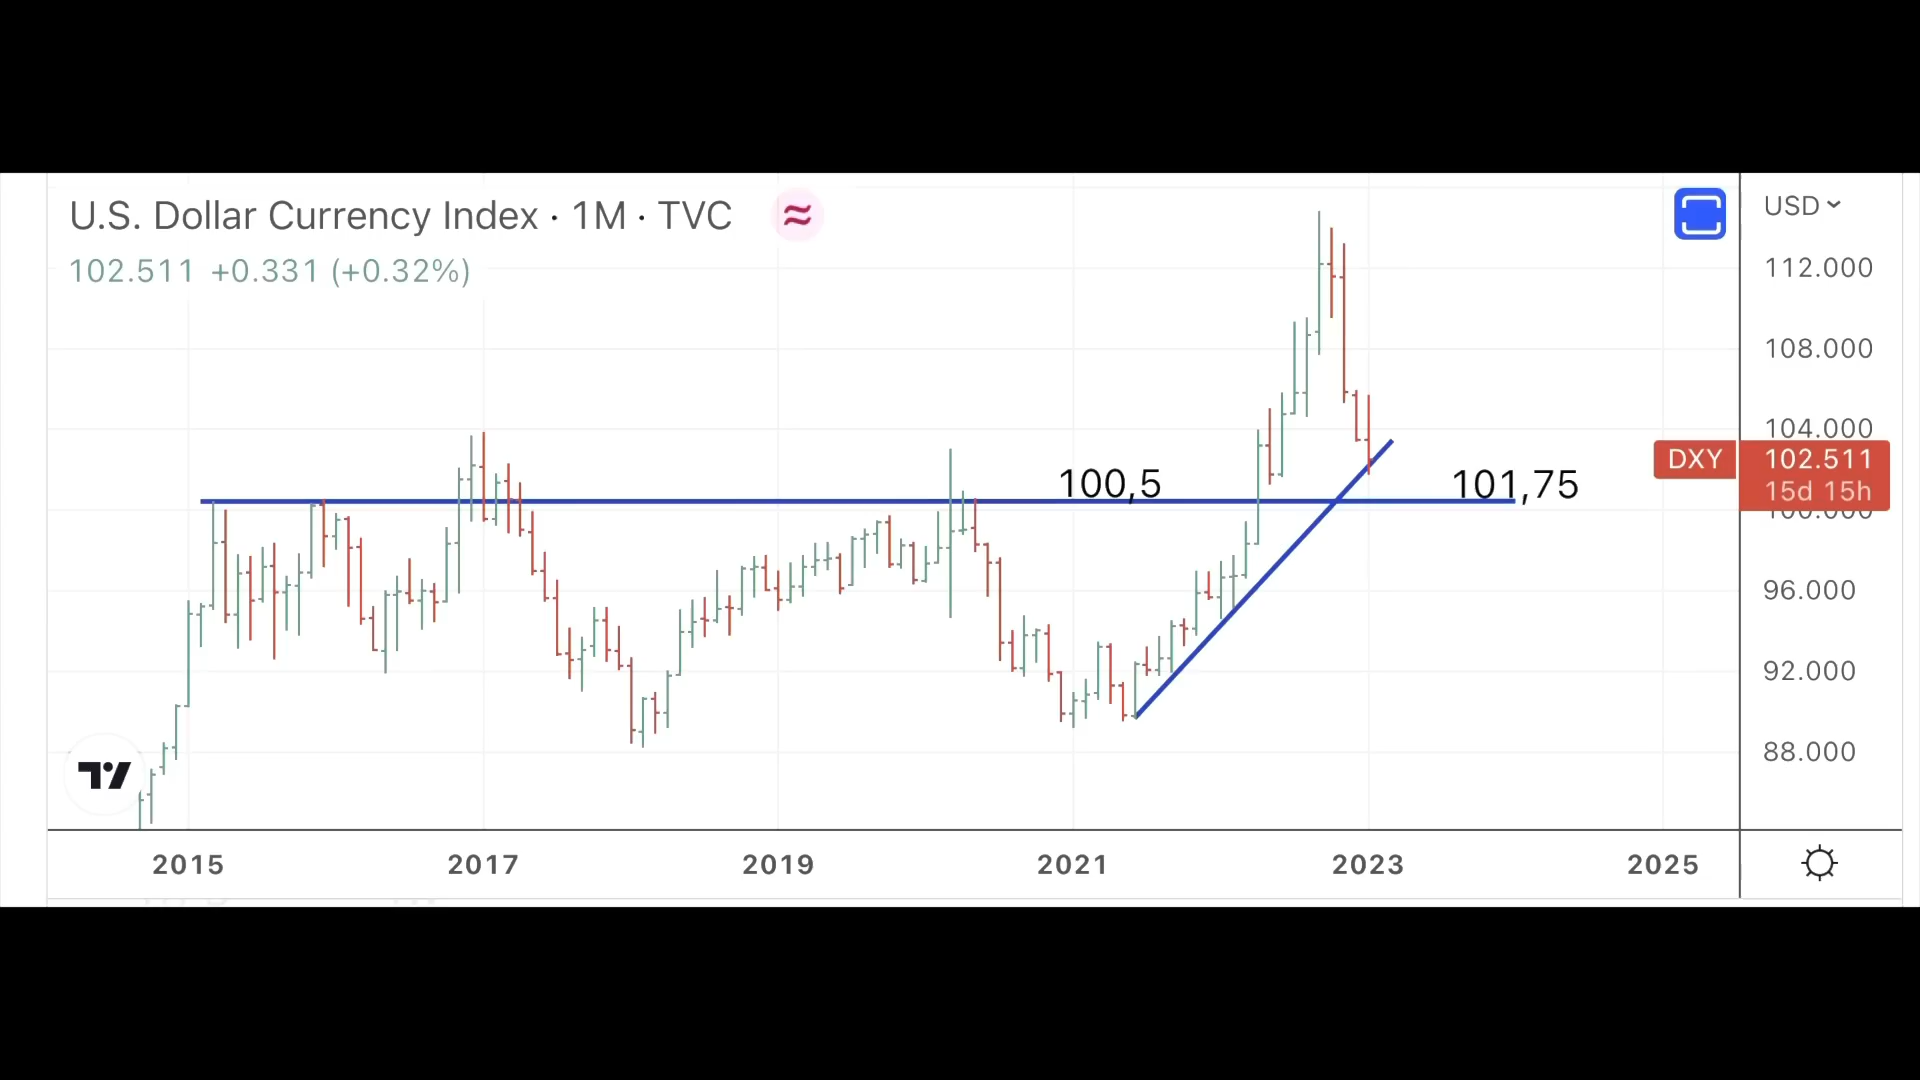 U.S. Dollar Currency Index · 1M · TVC
USD
102.511 +0.331 (+0.32%)
112.000
108.000
104.000
DXY 102.511
15d 15h
100,5
101,75
100.000
96.000
92.000
88.000
2015 2017 2019 2021 2023 2025